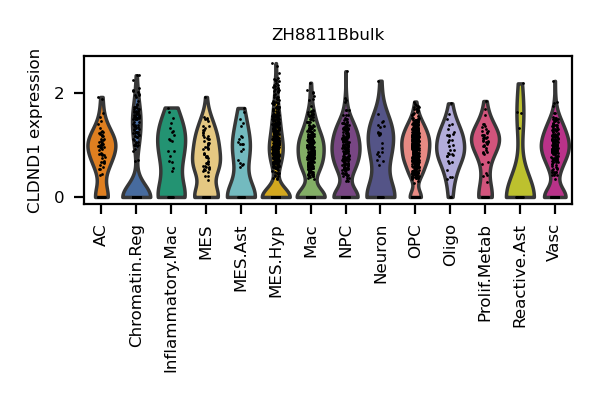 ZH8811Bbulk
CLDND1 expression
2
0
AC
Chromatin.Reg
Inflammatory.Mac
MES
MES.Ast
MES.Hyp
Mac
NPC
Neuron
OPC
Oligo
Prolif.Metab
Reactive.Ast
Vasc